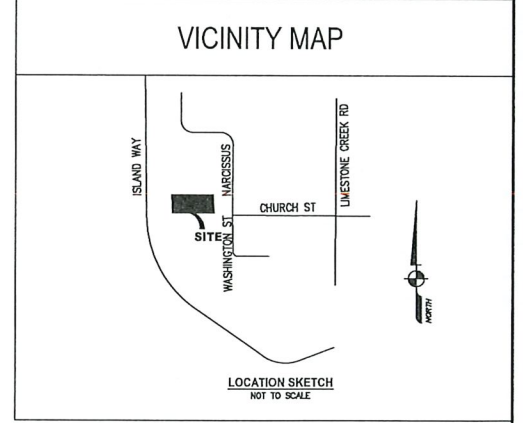 VICINITY MAP
ISLAND WAY
NARCISSUS
LIMESTONE CREEK RD
CHURCH ST
SITE
WASHINGTON ST
NORTH
LOCATION SKETCH
NOT TO SCALE